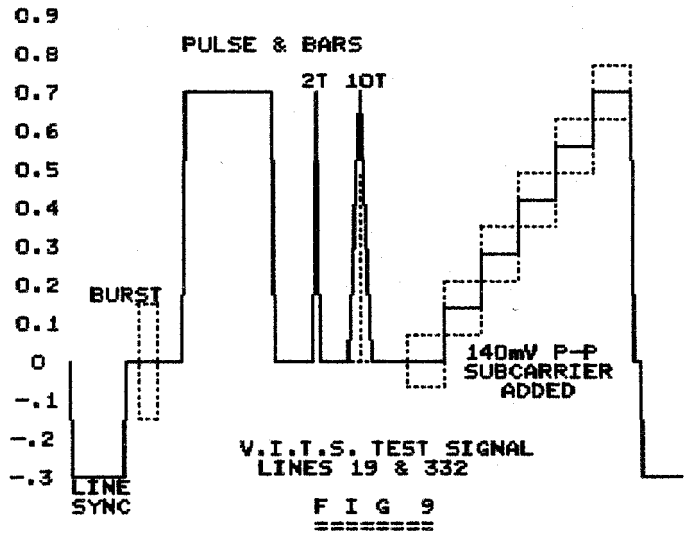 0.9
0.8
PULSE & BARS
0.7
2T 10T
0.6
0.5
0.4
0.3
0.2
BURST
0.1
0
140mV P-P
SUBCARRIER
ADDED
-.1
-.2
V.I.T.S. TEST SIGNAL
LINES 19 & 332
-.3
LINE
SYNC
F I G 9
========